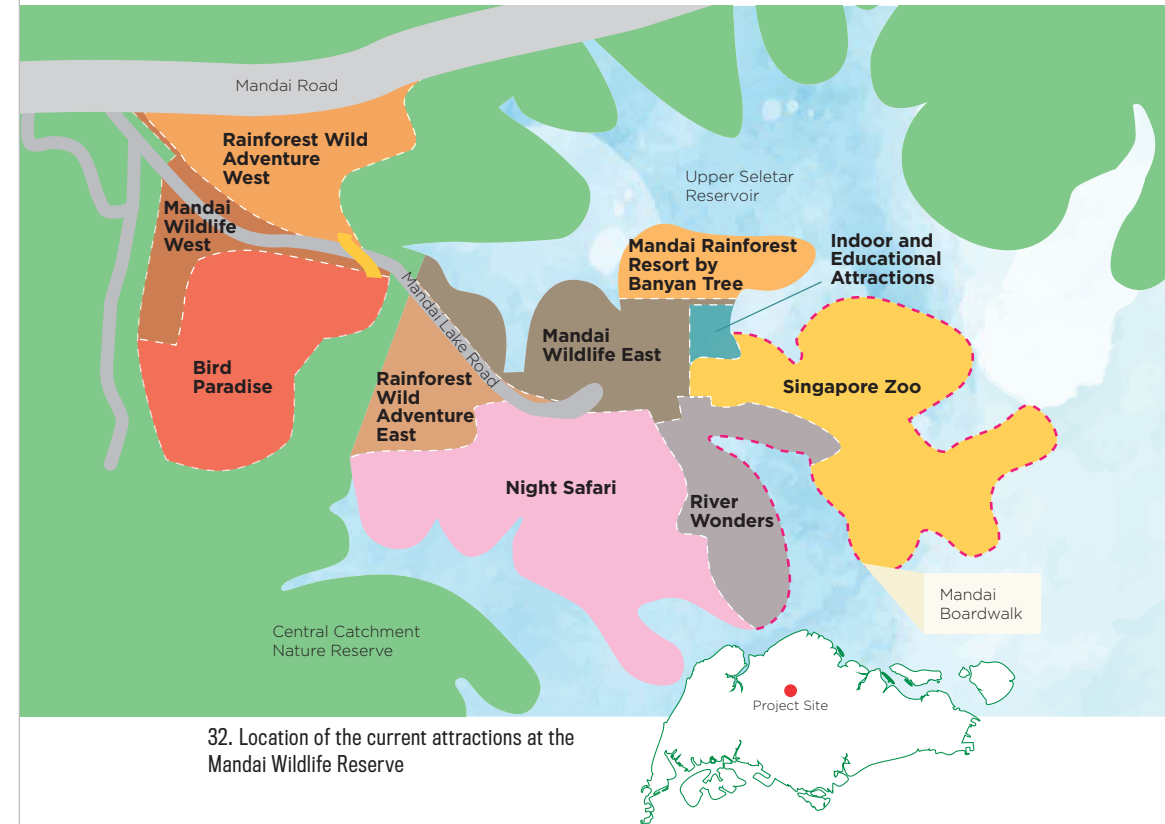 Mandai Road
Rainforest Wild
Adventure
West
Mandai
Wildlife
West
Upper Seletar
Reservoir
Mandai Rainforest
Resort by
Banyan Tree
Indoor and
Educational
Attractions
Mandai Lake Road
Mandai
Wildlife East
Bird
Paradise
Rainforest
Wild
Adventure
East
Singapore Zoo
Night Safari
River
Wonders
Mandai
Boardwalk
Central Catchment
Nature Reserve
Project Site
32. Location of the current attractions at the
Mandai Wildlife Reserve